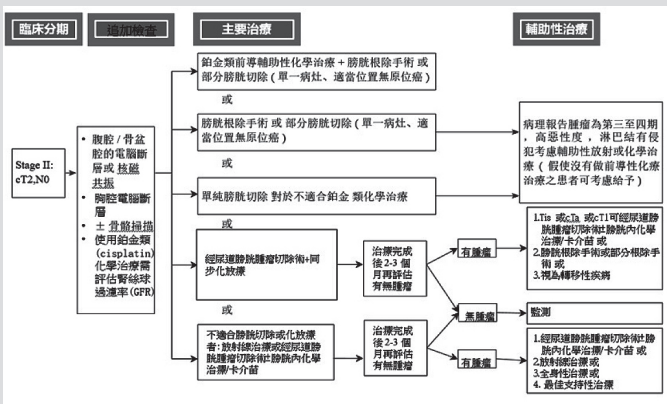 臨床分期
追加檢查
主要治療
輔助性治療
Stage II:
cT2,N0
• 腹腔 / 骨盆
腔的電腦斷
層或 核磁
共振
• 胸腔電腦斷
層
• ± 骨骼掃描
• 使用鉑金類
(cisplatin)
化學治療需
評估腎絲球
過濾率(GFR)
鉑金類前導輔助性化學治療 + 膀胱根除手術 或
部分膀胱切除 ( 單一病灶、適當位置無原位癌 )
或
膀胱根除手術 或 部分膀胱切除 ( 單一病灶、適
當位置無原位癌 )
或
單純膀胱切除 對於不適合鉑金 類化學治療
或
經尿道膀胱腫瘤切除術+同
步化放療
或
不適合膀胱切除或化放療
者:放射線治療或經尿道膀
胱腫瘤切除術±膀胱內化學
治療/卡介苗
治療完成
後 2-3 個
月再評估
有無腫瘤
治療完成
後 2-3 個
月再評估
有無腫瘤
有腫瘤
無腫瘤
有腫瘤
病理報告腫瘤為第三至四期
，高惡性度 ，淋巴結有侵
犯考慮輔助性放射或化學治
療 ( 假使沒有做前導性化療
治療之患者可考慮給予 )
1.Tis 或cTa 或cT1可經尿道膀
胱腫瘤切除術±膀胱內化學
治療/卡介苗 或
2.膀胱根除手術或部分根除手
術 或
3.視為轉移性疾病
監測
1.經尿道膀胱腫瘤切除術±膀
胱內化學治療/卡介苗 或
2.放射線治療 或
3.全身性治療 或
4. 最佳支持性治療